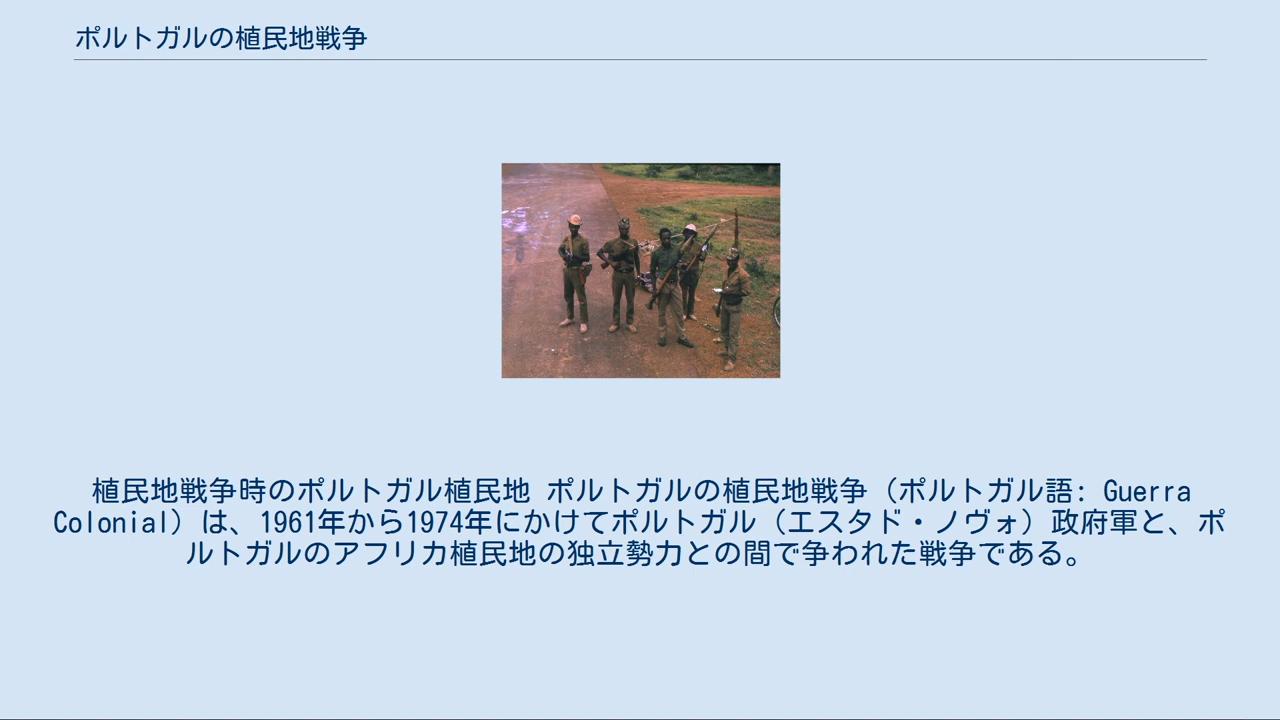 ポルトガルの植民地戦争
植民地戦争時のポルトガル植民地 ポルトガルの植民地戦争（ポルトガル語: Guerra
Colonial）は、1961年から1974年にかけてポルトガル（エスタド・ノヴォ）政府軍と、ポ
ルトガルのアフリカ植民地の独立勢力との間で争われた戦争である。